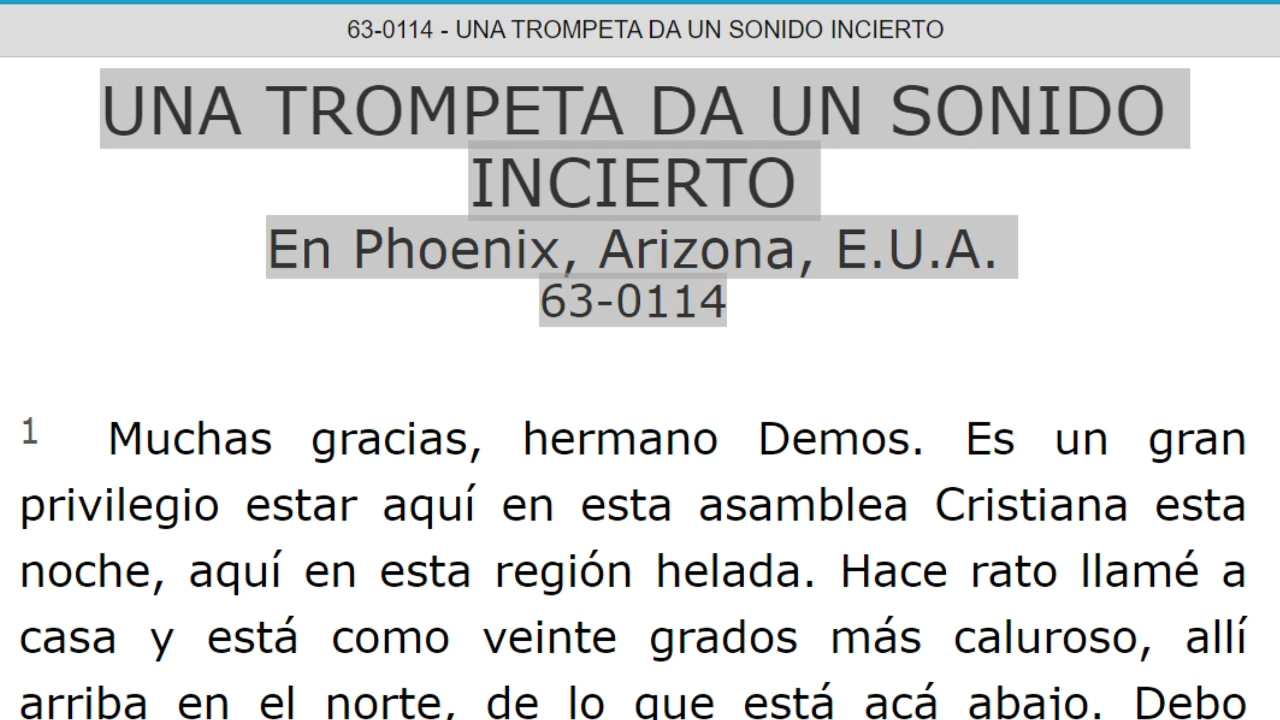 63-0114 - UNA TROMPETA DA UN SONIDO INCIERTO
UNA TROMPETA DA UN SONIDO
INCIERTO
En Phoenix, Arizona, E.U.A.
63-0114
1 Muchas gracias, hermano Demos. Es un gran
privilegio estar aquí en esta asamblea Cristiana esta
noche, aquí en esta región helada. Hace rato llamé a
casa y está como veinte grados más caluroso, allí
arriba en el norte, de lo que está acá abajo. Debo